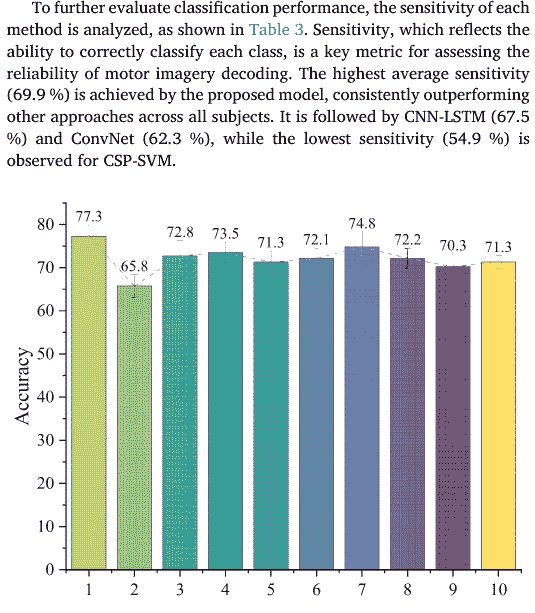 To further evaluate classification performance, the sensitivity of each
method is analyzed, as shown in Table 3. Sensitivity, which reflects the
ability to correctly classify each class, is a key metric for assessing the
reliability of motor imagery decoding. The highest average sensitivity
(69.9 %) is achieved by the proposed model, consistently outperforming
other approaches across all subjects. It is followed by CNN-LSTM (67.5
%) and ConvNet (62.3 %), while the lowest sensitivity (54.9 %) is
observed for CSP-SVM.
77.3 65.8 72.8 73.5 71.3 72.1 74.8 72.2 70.3 71.3
Accuracy
80
70
60
50
40
30
20
10
0
1 2 3 4 5 6 7 8 9 10